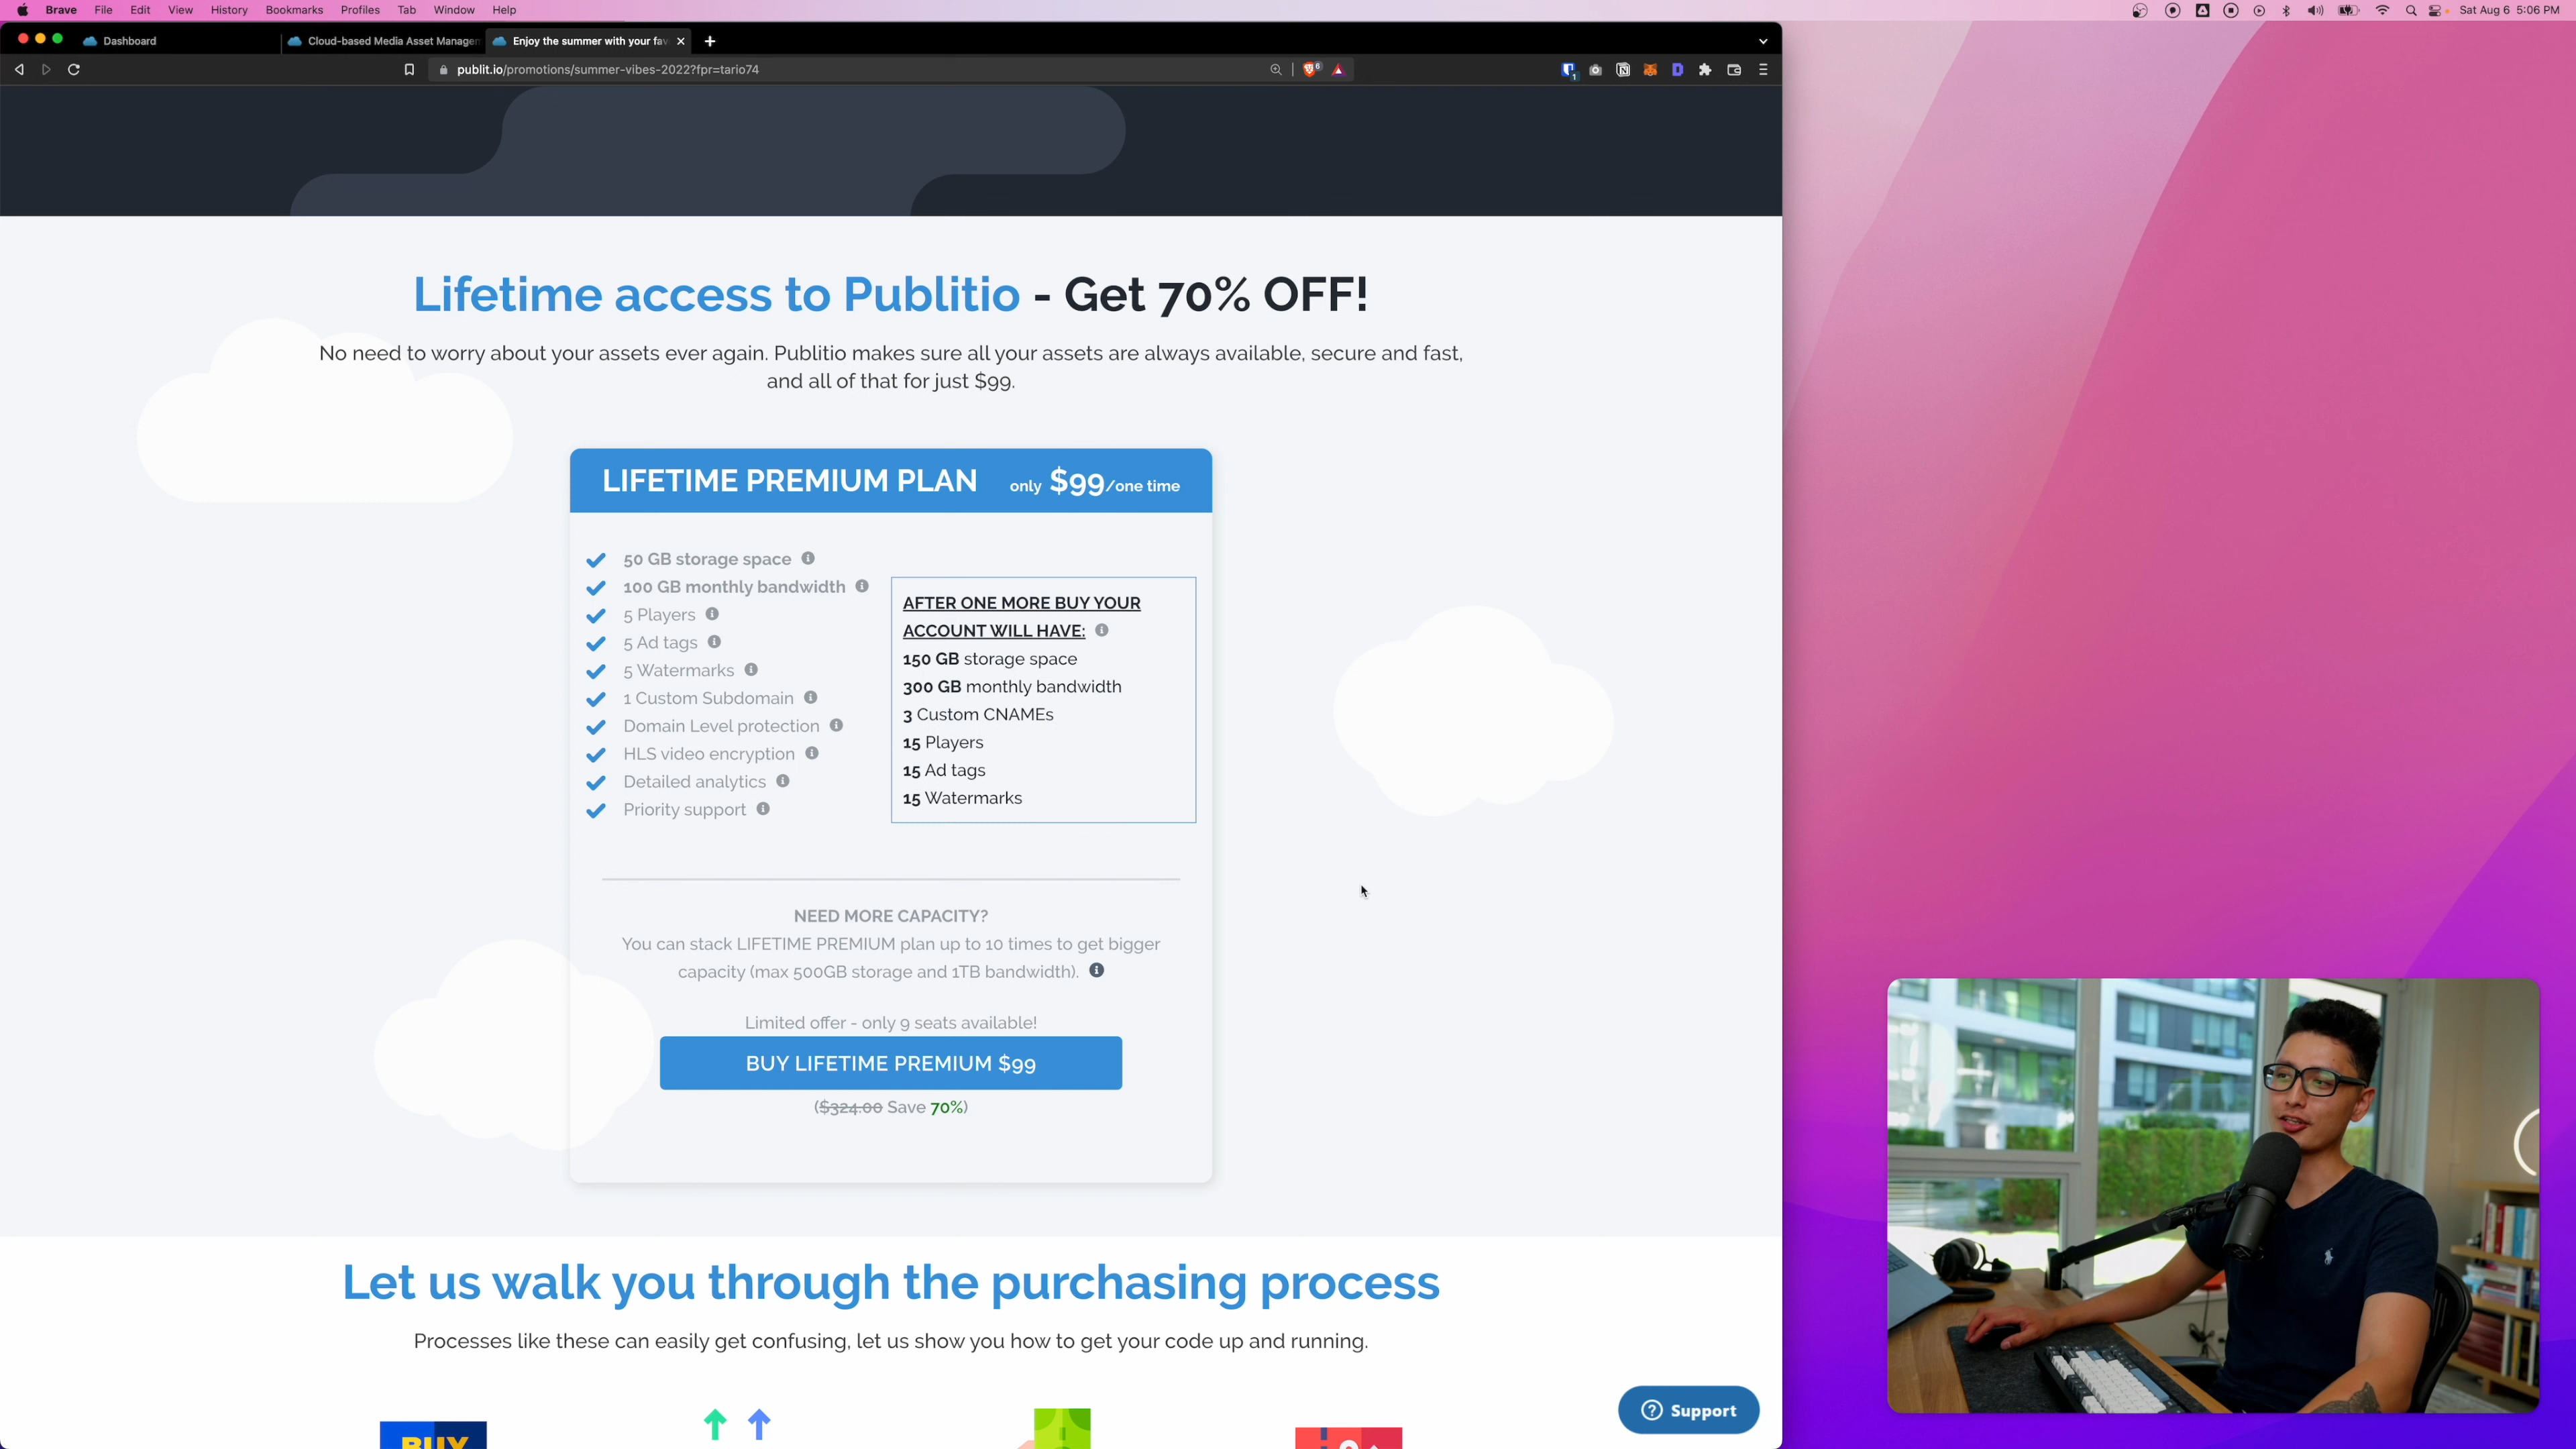 Brave File Edit View History Bookmarks Profiles Tab Window Help
Sat Aug 6 5:06 PM
Dashboard
Cloud-based Media Asset Manager
Enjoy the summer with your fav
publit.io/promotions/summer-vibes-2022?fpr=tario74
Lifetime access to Publitio - Get 70% OFF!
No need to worry about your assets ever again. Publitio makes sure all your assets are always available, secure and fast,
and all of that for just $99.
LIFETIME PREMIUM PLAN only $99/one time
50 GB storage space
100 GB monthly bandwidth
5 Players
5 Ad tags
5 Watermarks
1 Custom Subdomain
Domain Level protection
HLS video encryption
Detailed analytics
Priority support
AFTER ONE MORE BUY YOUR
ACCOUNT WILL HAVE:
150 GB storage space
300 GB monthly bandwidth
3 Custom CNAMEs
15 Players
15 Ad tags
15 Watermarks
NEED MORE CAPACITY?
You can stack LIFETIME PREMIUM plan up to 10 times to get bigger
capacity (max 500GB storage and 1TB bandwidth).
Limited offer - only 9 seats available!
BUY LIFETIME PREMIUM $99
($324.00 Save 70%)
Let us walk you through the purchasing process
Processes like these can easily get confusing, let us show you how to get your code up and running.
BUY
Support